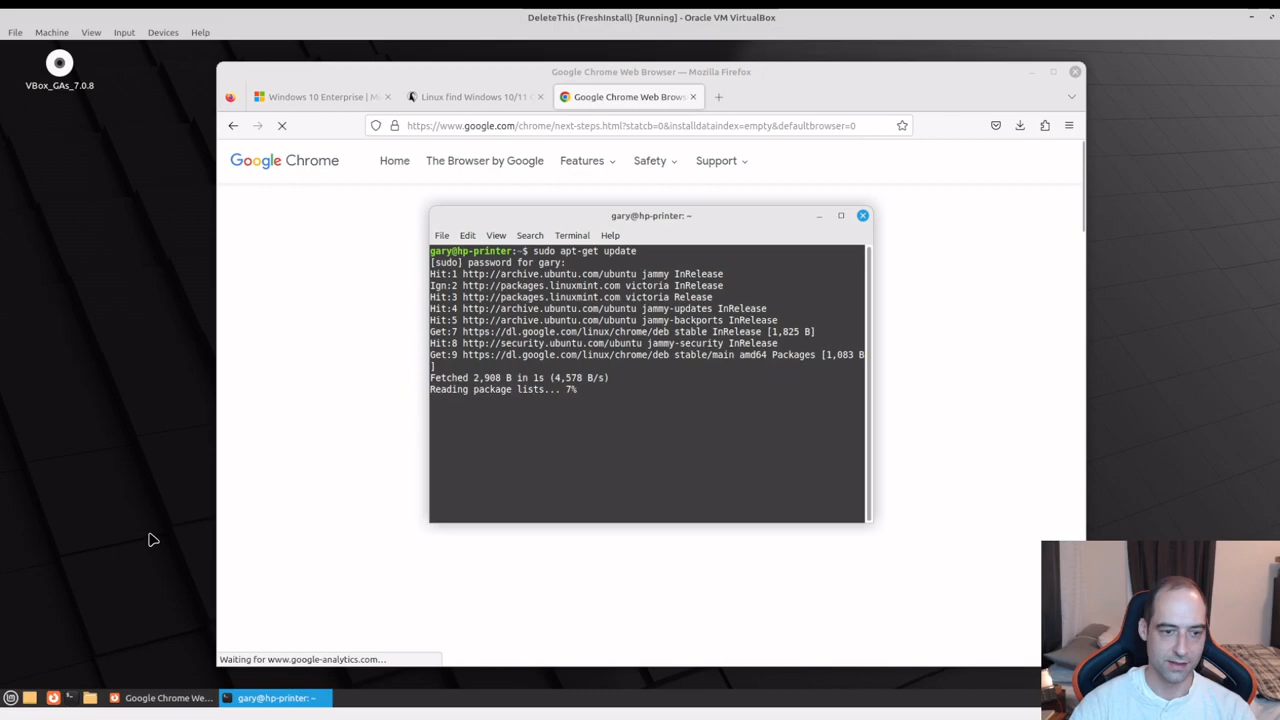 DeleteThis (FreshInstall) [Running] - Oracle VM VirtualBox
File Machine View Input Devices Help
VBox_GAs_7.0.8
Google Chrome Web Browser — Mozilla Firefox
Windows 10 Enterprise | M
Linux find Windows 10/11
Google Chrome Web Brows
https://www.google.com/chrome/next-steps.html?statcb=0&installdataindex=empty&defaultbrowser=0
Google Chrome Home The Browser by Google Features Safety Support
gary@hp-printer: ~
File Edit View Search Terminal Help
gary@hp-printer:~$ sudo apt-get update
[sudo] password for gary:
Hit:1 http://archive.ubuntu.com/ubuntu jammy InRelease
Ign:2 http://packages.linuxmint.com victoria InRelease
Hit:3 http://packages.linuxmint.com victoria Release
Hit:4 http://archive.ubuntu.com/ubuntu jammy-updates InRelease
Hit:5 http://archive.ubuntu.com/ubuntu jammy-backports InRelease
Get:7 https://dl.google.com/linux/chrome/deb stable InRelease [1,825 B]
Hit:8 http://security.ubuntu.com/ubuntu jammy-security InRelease
Get:9 https://dl.google.com/linux/chrome/deb stable/main amd64 Packages [1,083 B
]
Fetched 2,908 B in 1s (4,578 B/s)
Reading package lists... 7%
Waiting for www.google-analytics.com…
Google Chrome We...
gary@hp-printer: ~